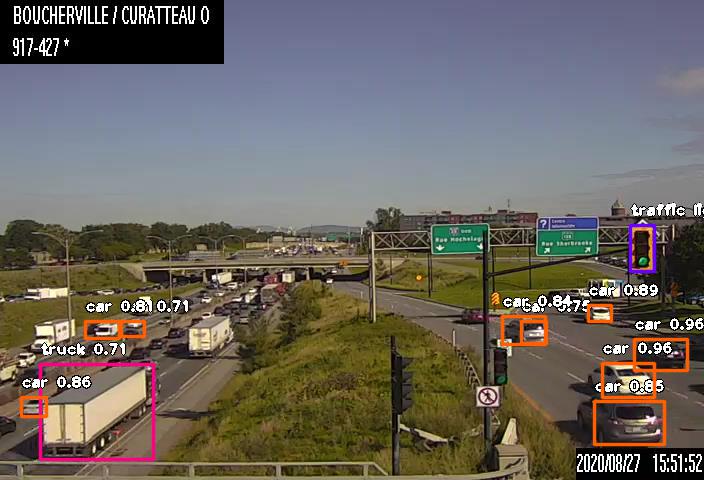 BOUCHERVILLE / CURATTEAU O
917-427 *
Rue Hochelaga
Rue Sherbrooke
traffic
car 0.89
car 0.81
0.71
car 0.84
car 0.75
car 0.96
truck 0.71
car 0.96
car 0.86
car 0.85
2020/08/27 15:51:52